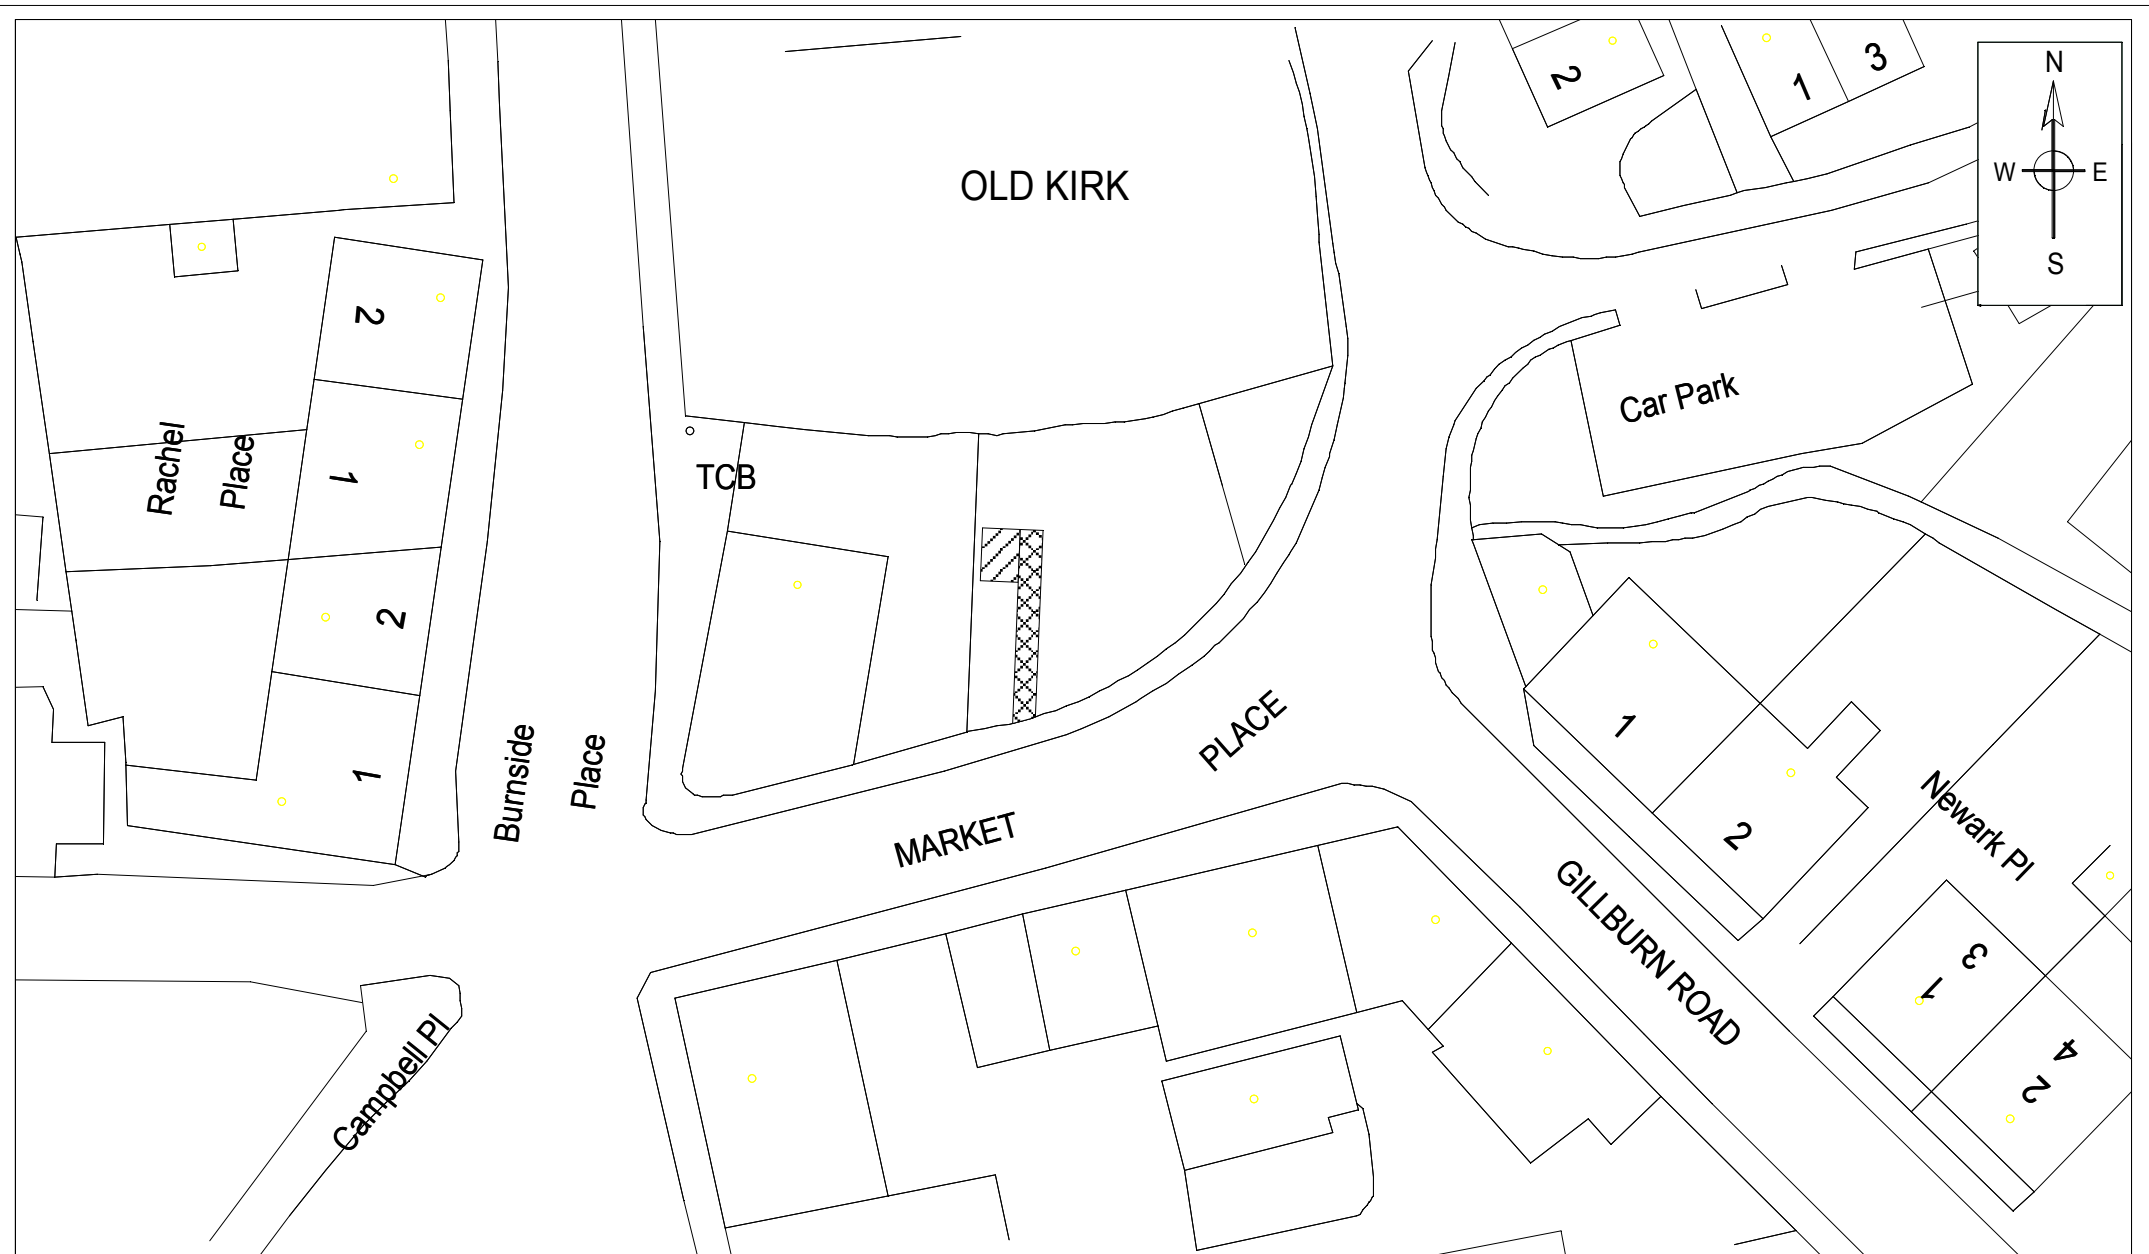 2
1
3
N
W
E
S
OLD KIRK
2
Car Park
Rachel
Place
1
TCB
2
1
Burnside
Place
PLACE
MARKET
1
2
Newark Pl
GILLBURN ROAD
3
1
4
2
Campbell Pl